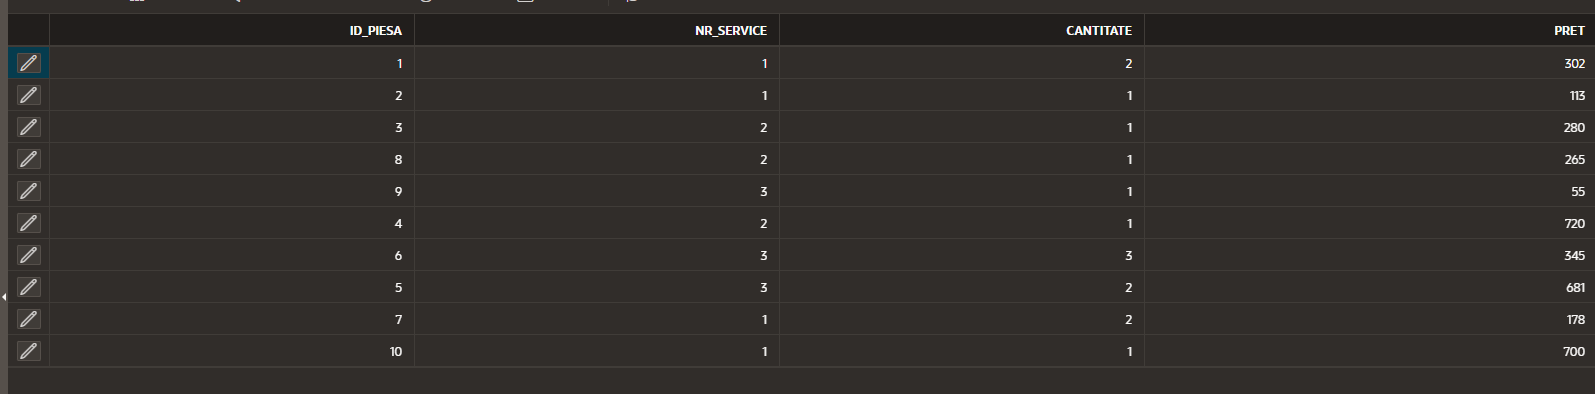 ID_PIESA NR_SERVICE CANTITATE PRET
1 1 2 302
2 1 1 113
3 2 1 280
8 2 1 265
9 3 1 55
4 2 1 720
6 3 3 345
5 3 2 681
7 1 2 178
10 1 1 700